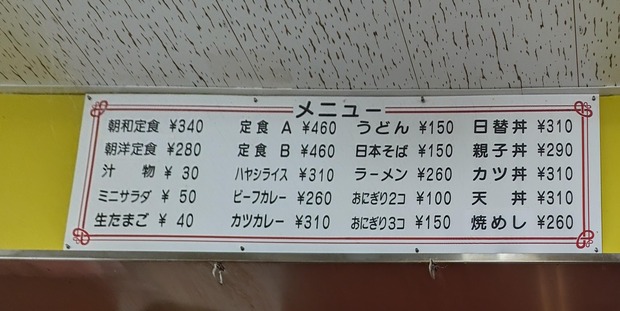 メニュー
朝和定食 ¥340 定食 A ¥460 うどん ¥150 日替丼 ¥310
朝洋定食 ¥280 定食 B ¥460 日本そば ¥150 親子丼 ¥290
汁物 ¥30 ハヤシライス ¥310 ラーメン ¥260 カツ丼 ¥310
ミニサラダ ¥50 ビーフカレー ¥260 おにぎり2コ ¥100 天丼 ¥310
生たまご ¥40 カツカレー ¥310 おにぎり3コ ¥150 焼めし ¥260